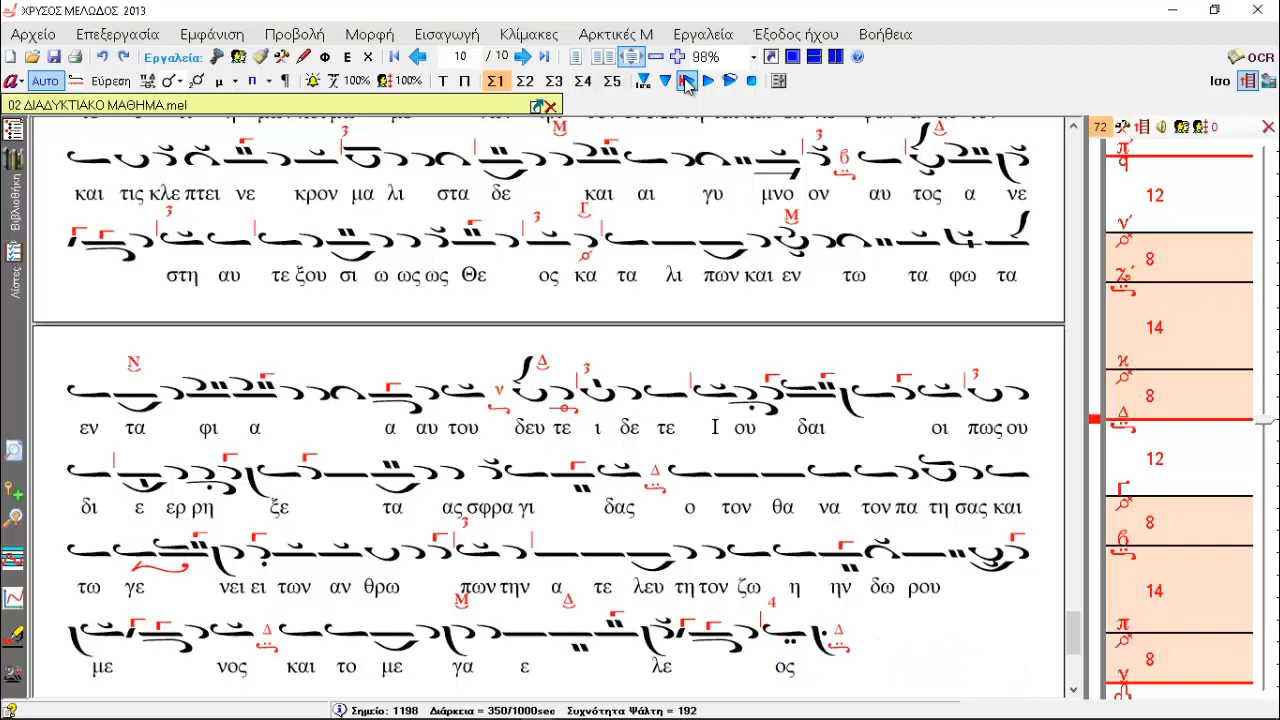 ΧΡΥΣΟΣ ΜΕΛΩΔΟΣ 2013
Αρχείο Επεξεργασία Εμφάνιση Προβολή Μορφή Εισαγωγή Κλίμακες Αρκτικές Μ Εργαλεία Έξοδος ήχου Βοήθεια
Εργαλεία: Φ Ε Χ 10 / 10 98% OCR
α Αυτο Εύρεση μ π 100% 100% Τ Π Σ1 Σ2 Σ3 Σ4 Σ5 Ισο
02 ΔΙΑΔΥΚΤΙΑΚΟ ΜΑΘΗΜΑ.mel
72 0
Βιβλιοθήκη
Λίστες
και τις κλε πτει νε κρον μα λι στα δε και αι γυ μνο ον αυ τος α νε
στη αυ τε ξου σι ω ως ως Θε ος κα τα λι πων και εν τω τα φω τα
εν τα φι α α αυ του δευ τε ι δε τε Ι ου δαι οι πως ου
δι ε ερ ρη ξε τα ας σφρα γι δας ο τον θα να τον πα τη σας και
τω γε νει ει των αν θρω πων την α τε λευ τη τον ζω η ην δω ρου
με νος και το με γα ε λε ος
12
8
14
8
12
8
14
8
Σημείο: 1198 Διάρκεια = 350/1000sec Συχνότητα Ψάλτη = 192